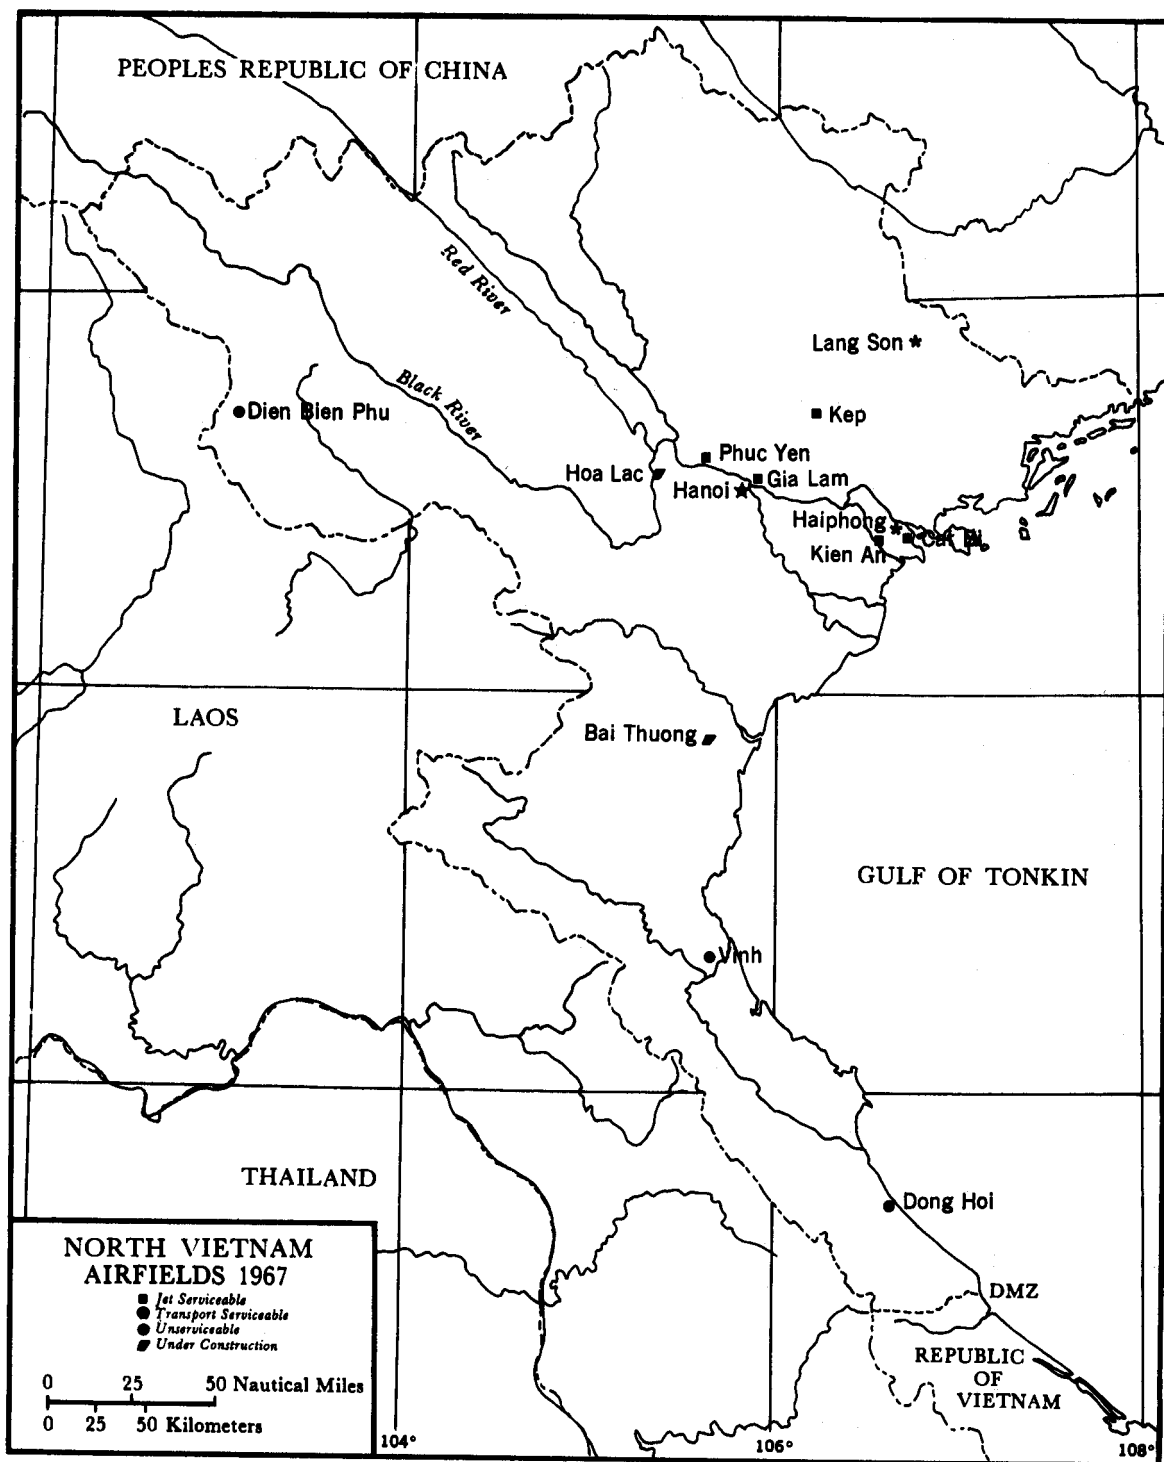 PEOPLES REPUBLIC OF CHINA
Red River
Lang Son
Black River
Dien Bien Phu
Kep
Phuc Yen
Hoa Lac
Gia Lam
Hanoi
Haiphong
Cat Bi
Kien An
LAOS
Bai Thuong
GULF OF TONKIN
Vinh
THAILAND
Dong Hoi
NORTH VIETNAM
AIRFIELDS 1967
Jet Serviceable
Transport Serviceable
Unserviceable
Under Construction
DMZ
REPUBLIC
OF
VIETNAM
0 25 50 Nautical Miles
0 25 50 Kilometers
104° 106° 108°